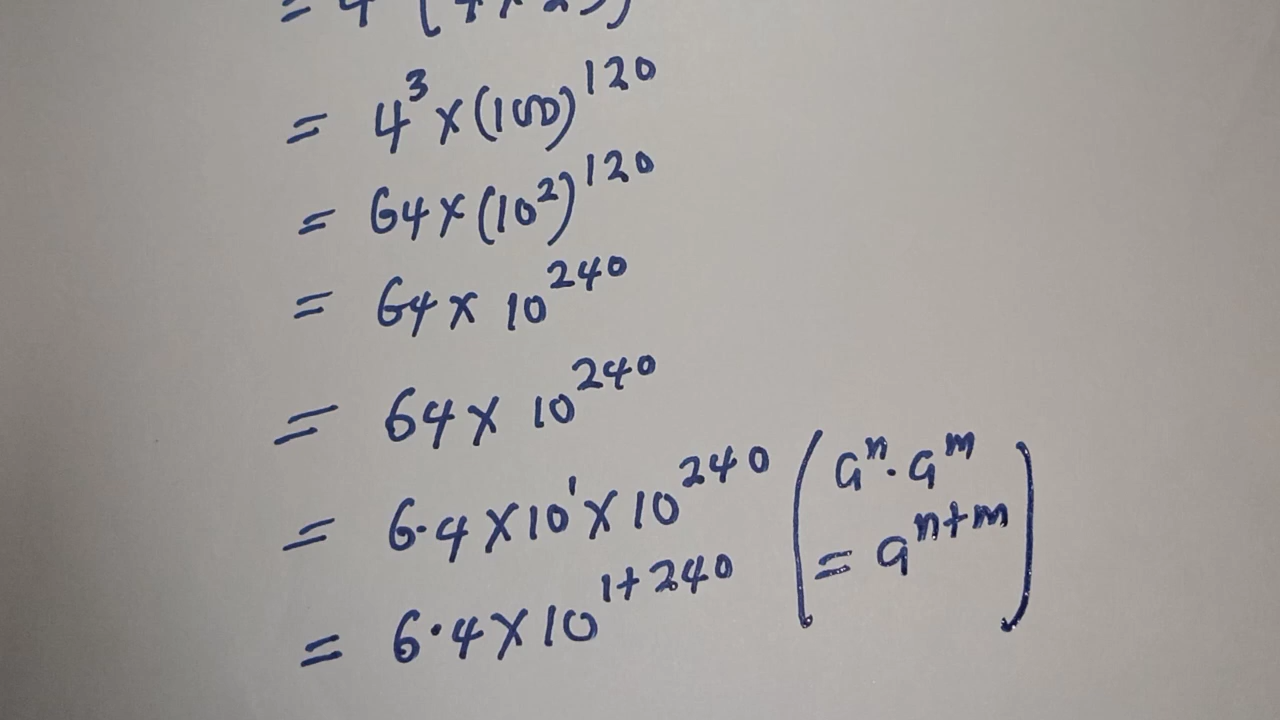 = 4³ × (100)¹²⁰
= 64 × (10²)¹²⁰
= 64 × 10²⁴⁰
= 64 × 10²⁴⁰
= 6.4 × 10¹ × 10²⁴⁰ (aⁿ · aᵐ
= aⁿ⁺ᵐ)
= 6.4 × 10¹⁺²⁴⁰